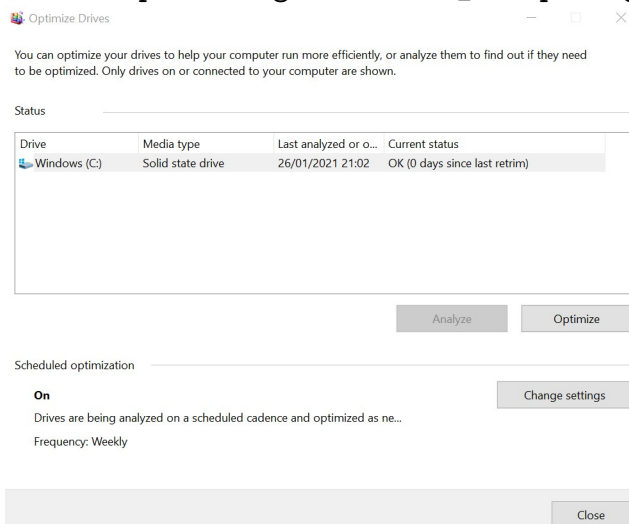 Optimize Drives
You can optimize your drives to help your computer run more efficiently, or analyze them to find out if they need
to be optimized. Only drives on or connected to your computer are shown.
Status
Drive Media type Last analyzed or o... Current status
Windows (C:) Solid state drive 26/01/2021 21:02 OK (0 days since last retrim)
Analyze Optimize
Scheduled optimization
On Change settings
Drives are being analyzed on a scheduled cadence and optimized as ne...
Frequency: Weekly
Close